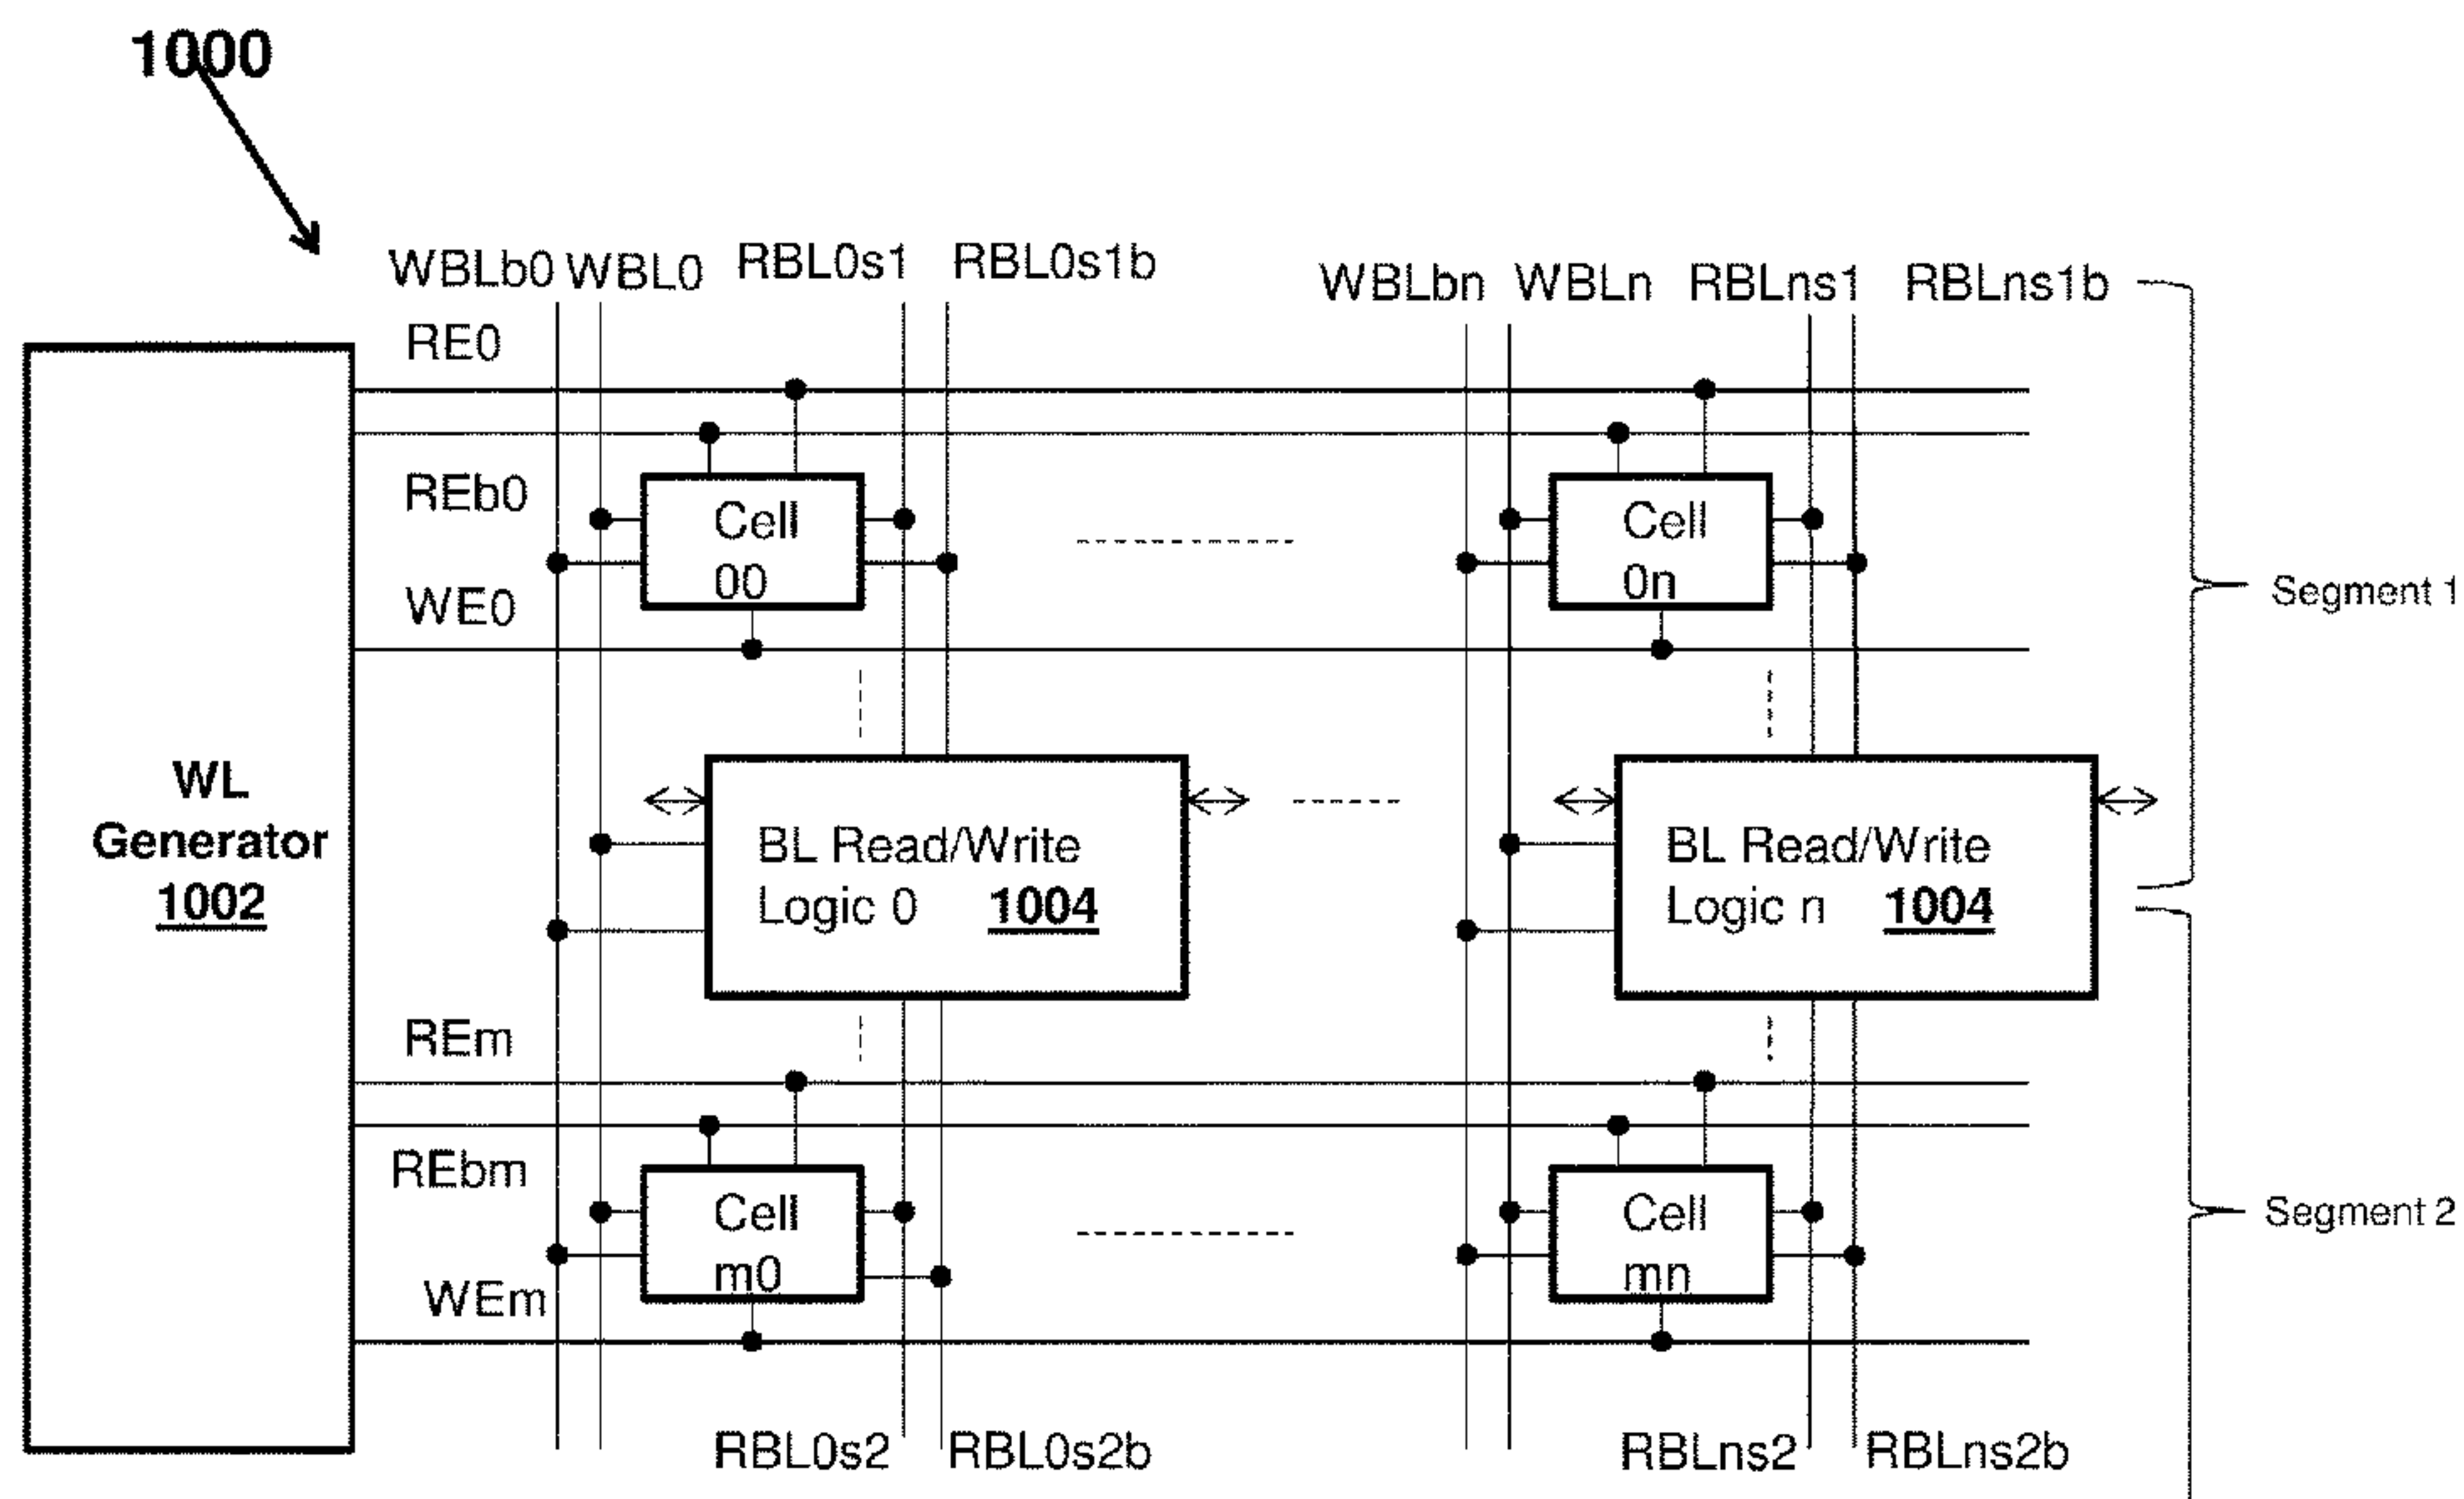 1000
WBLb0 WBL0 RBL0s1 RBL0s1b
WBLbn WBLn RBLns1 RBLns1b
RE0
REb0
Cell
00
Cell
0n
WE0
Segment 1
WL
Generator
1002
BL Read/Write
Logic 0 1004
BL Read/Write
Logic n 1004
REm
REbm
Cell
m0
Cell
mn
WEm
Segment 2
RBL0s2 RBL0s2b
RBLns2 RBLns2b